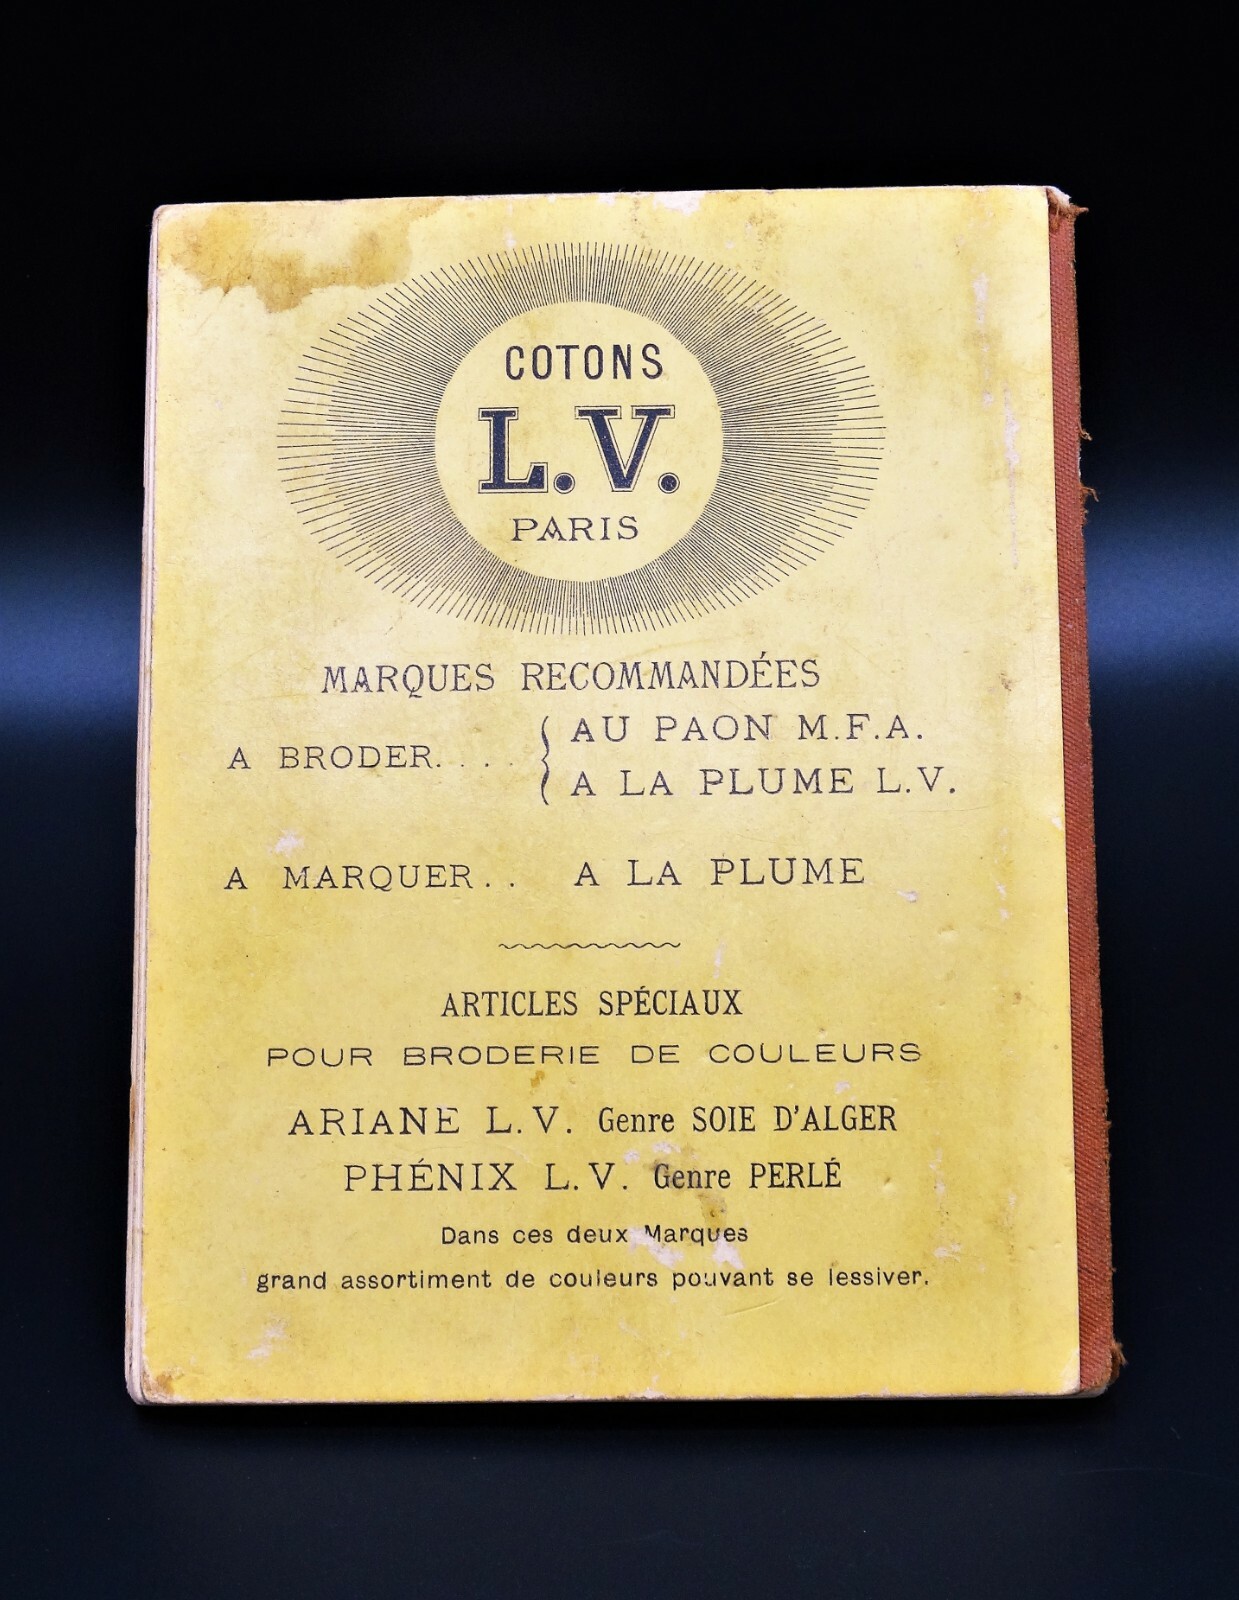 COTONS
L.V.
PARIS
MARQUES RECOMMANDÉES
A BRODER.... { AU PAON M.F.A.
A LA PLUME L.V.
A MARQUER.. A LA PLUME
ARTICLES SPÉCIAUX
POUR BRODERIE DE COULEURS
ARIANE L.V. Genre SOIE D'ALGER
PHÉNIX L.V. Genre PERLÉ
Dans ces deux Marques
grand assortiment de couleurs pouvant se lessiver.